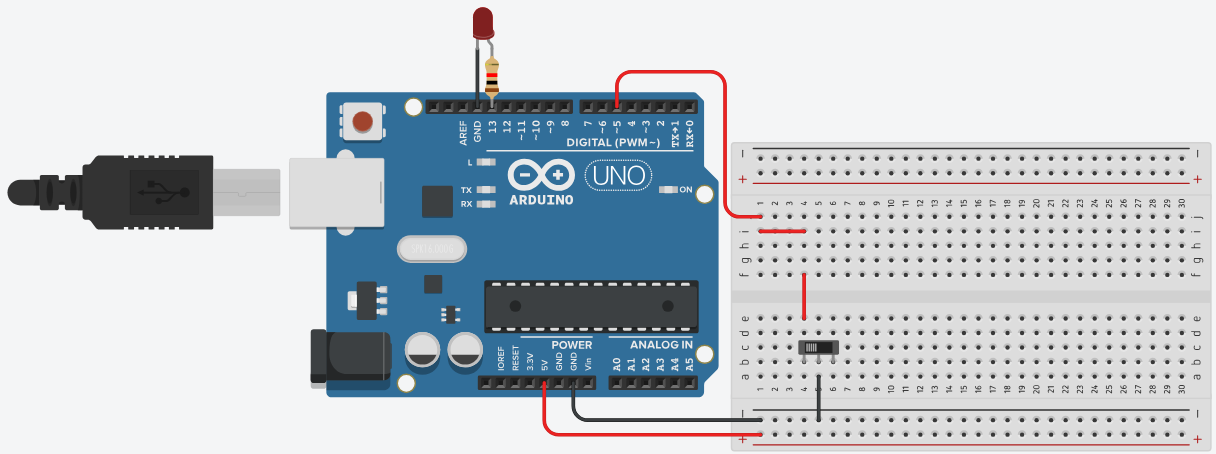 AREF
GND
13
12
~11
~10
~9
8
7
~6
~5
4
~3
2
TX→1
RX←0
DIGITAL (PWM~)
L
TX
RX
UNO
ON
ARDUINO
POWER
ANALOG IN
IOREF
RESET
3.3V
5V
GND
GND
Vin
A0
A1
A2
A3
A4
A5
− −
+ +
1 2 3 4 5 6 7 8 9 10 11 12 13 14 15 16 17 18 19 20 21 22 23 24 25 26 27 28 29 30
j j
i i
h h
g g
f f
e e
d d
c c
b b
a a
1 2 3 4 5 6 7 8 9 10 11 12 13 14 15 16 17 18 19 20 21 22 23 24 25 26 27 28 29 30
− −
+ +